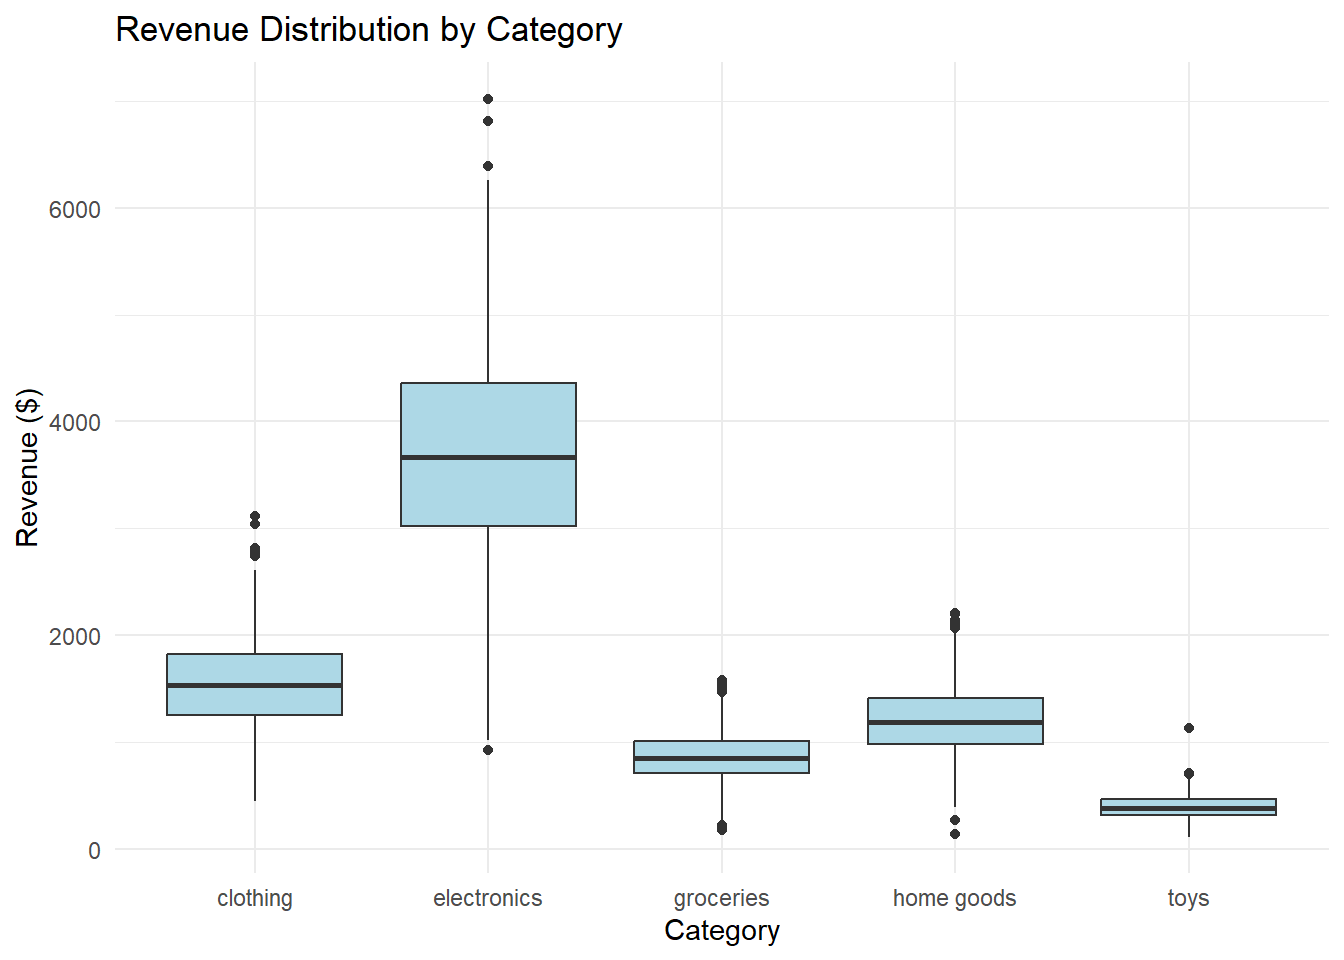 Revenue Distribution by Category
Revenue ($)
6000
4000
2000
0
clothing electronics groceries home goods toys
Category